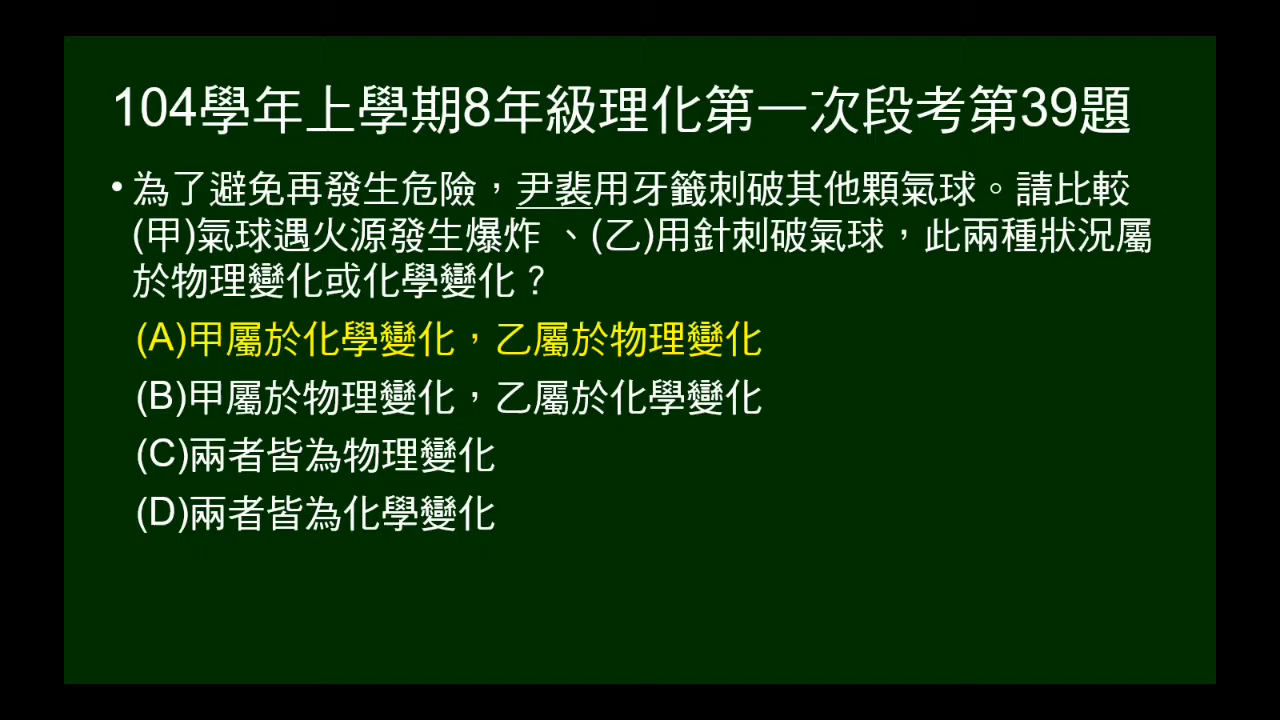 104學年上學期8年級理化第一次段考第39題
•為了避免再發生危險，尹裴用牙籤刺破其他顆氣球。請比較
(甲)氣球遇火源發生爆炸 、(乙)用針刺破氣球，此兩種狀況屬
於物理變化或化學變化？
(A)甲屬於化學變化，乙屬於物理變化
(B)甲屬於物理變化，乙屬於化學變化
(C)兩者皆為物理變化
(D)兩者皆為化學變化